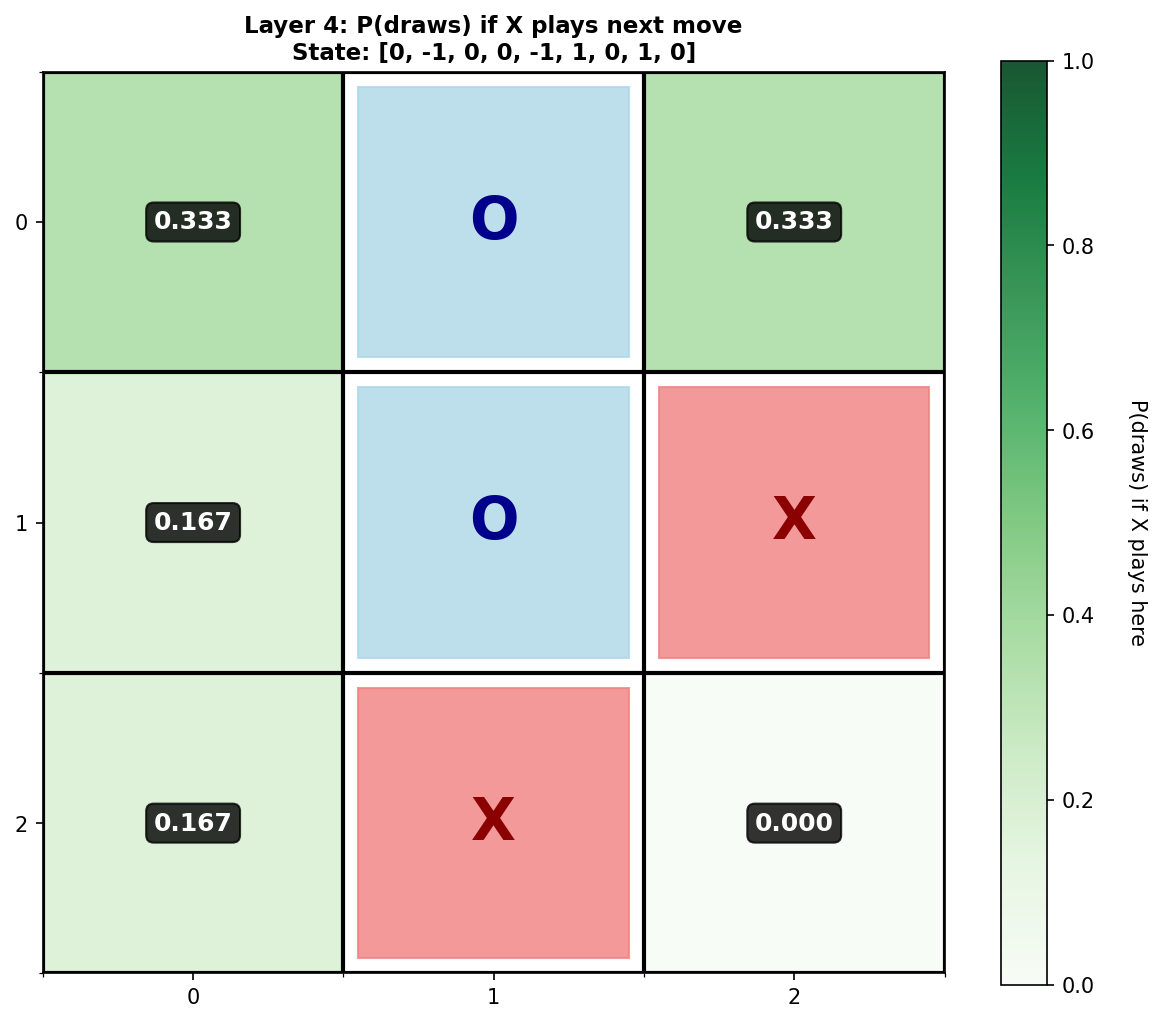 Layer 4: P(draws) if X plays next move
State: [0, -1, 0, 0, -1, 1, 0, 1, 0]
0.333
O
0.333
0.167
O
X
0.167
X
0.000
0
1
2
0
1
2
1.0
0.8
0.6
0.4
0.2
0.0
P(draws) if X plays here